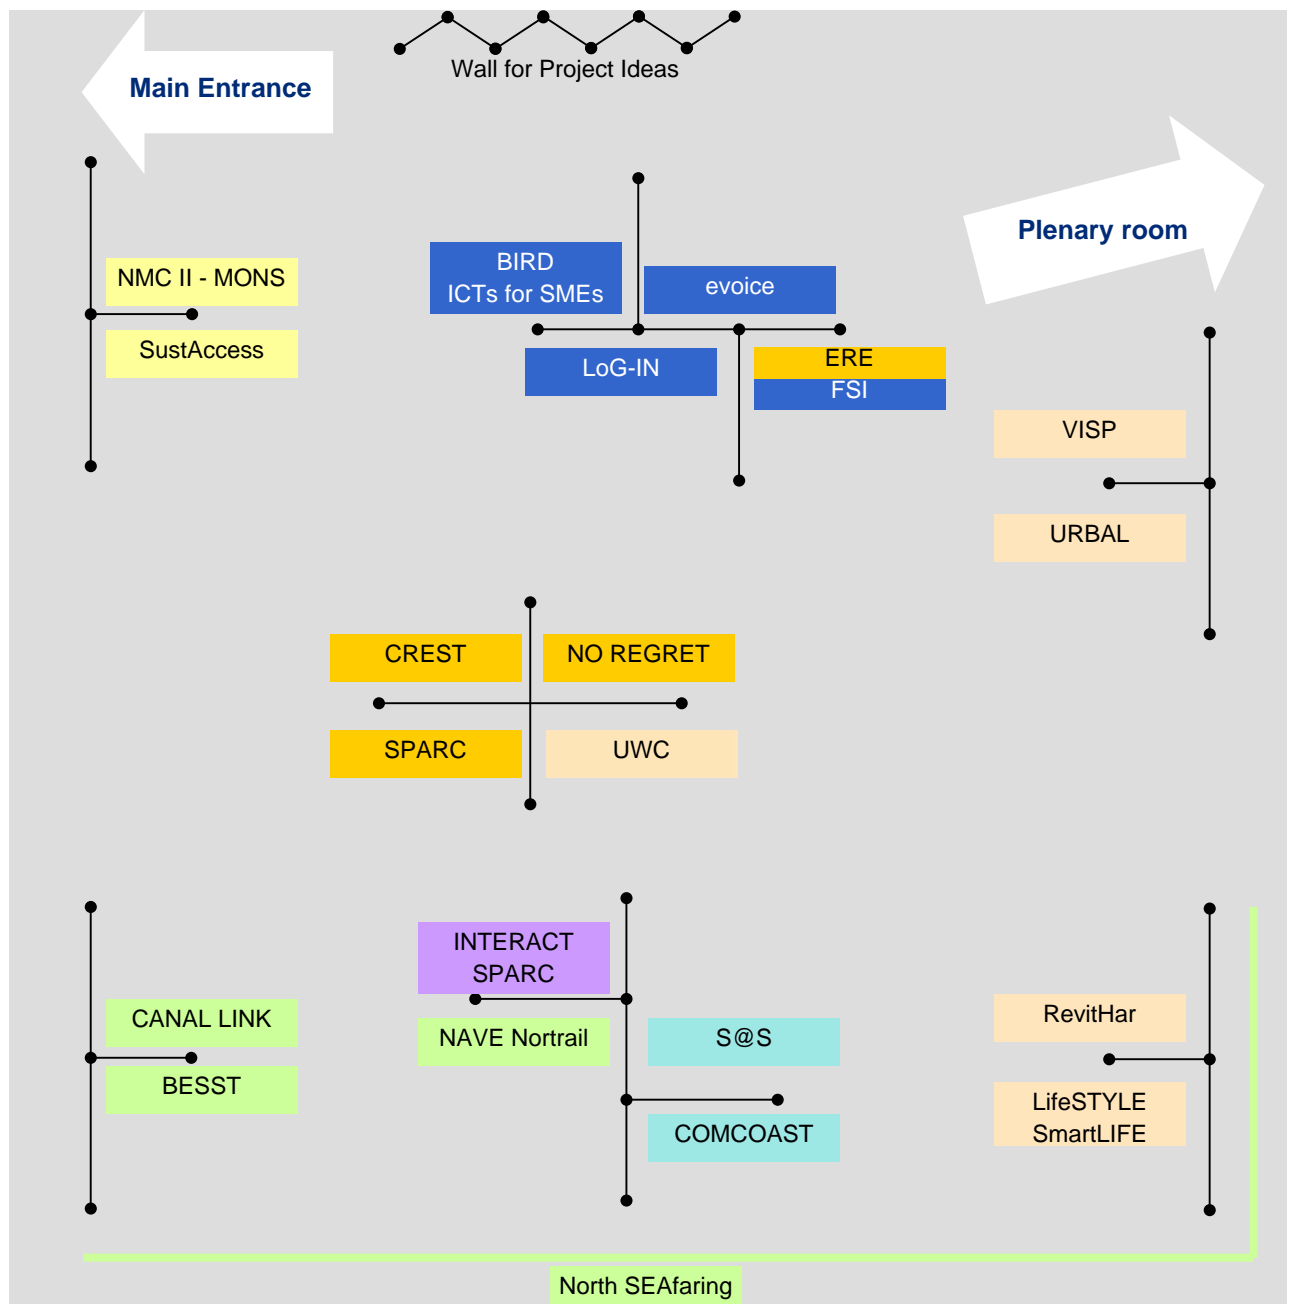 Wall for Project Ideas
Main Entrance
Plenary room
NMC II - MONS
SustAccess
BIRD
ICTs for SMEs
evoice
LoG-IN
ERE
FSI
VISP
URBAL
CREST
NO REGRET
SPARC
UWC
INTERACT
SPARC
NAVE Nortrail
S@S
COMCOAST
CANAL LINK
BESST
RevitHar
LifeSTYLE
SmartLIFE
North SEAfaring